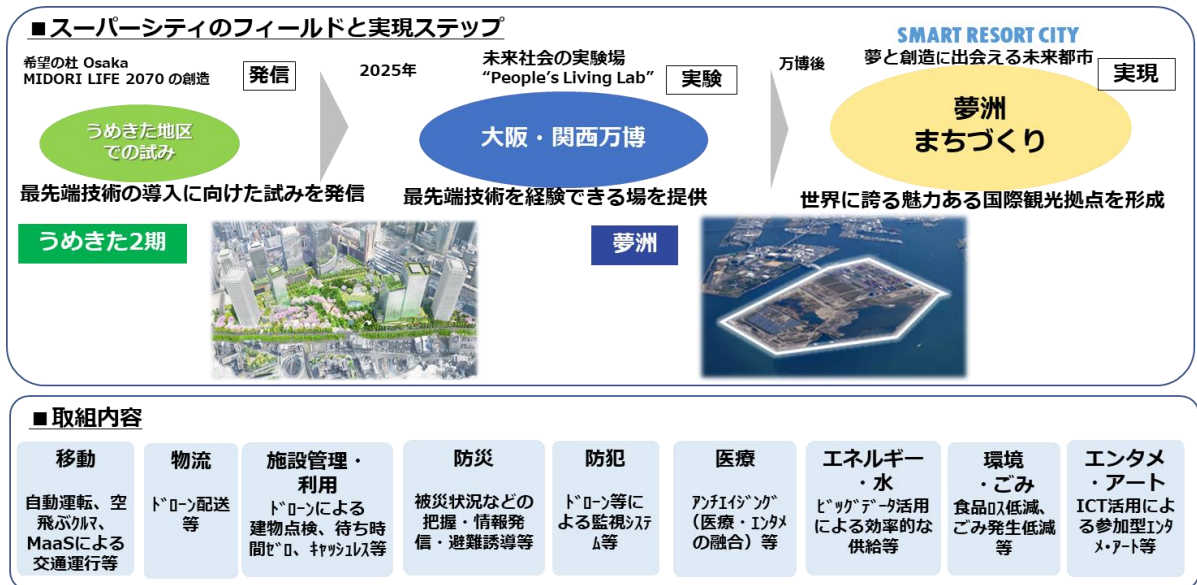 ■スーパーシティのフィールドと実現ステップ
希望の杜 Osaka
MIDORI LIFE 2070 の創造
発信
うめきた地区
での試み
最先端技術の導入に向けた試みを発信
2025年
未来社会の実験場
“People’s Living Lab”
実験
大阪・関西万博
最先端技術を経験できる場を提供
万博後
SMART RESORT CITY
夢と創造に出会える未来都市
実現
夢洲
まちづくり
世界に誇る魅力ある国際観光拠点を形成
うめきた2期
夢洲
■取組内容
移動
自動運転、空
飛ぶｸﾙﾏ、
MaaSによる
交通運行等
物流
ﾄﾞﾛｰﾝ配送
等
施設管理・
利用
ﾄﾞﾛｰﾝによる
建物点検、待ち時
間ｾﾞﾛ、ｷｬｯｼｭﾚｽ等
防災
被災状況などの
把握・情報発
信・避難誘導等
防犯
ﾄﾞﾛｰﾝ等に
よる監視ｼｽﾃ
ﾑ等
医療
ｱﾝﾁｴｲｼﾞﾝｸﾞ
（医療・ｴﾝﾀﾒ
の融合）等
エネルギー
・水
ﾋﾞｯｸﾞﾃﾞｰﾀ活用
による効率的な
供給等
環境
・ごみ
食品ﾛｽ低減、
ごみ発生低減
等
エンタメ
・アート
ICT活用によ
る参加型ｴﾝﾀ
ﾒ・ｱｰﾄ等